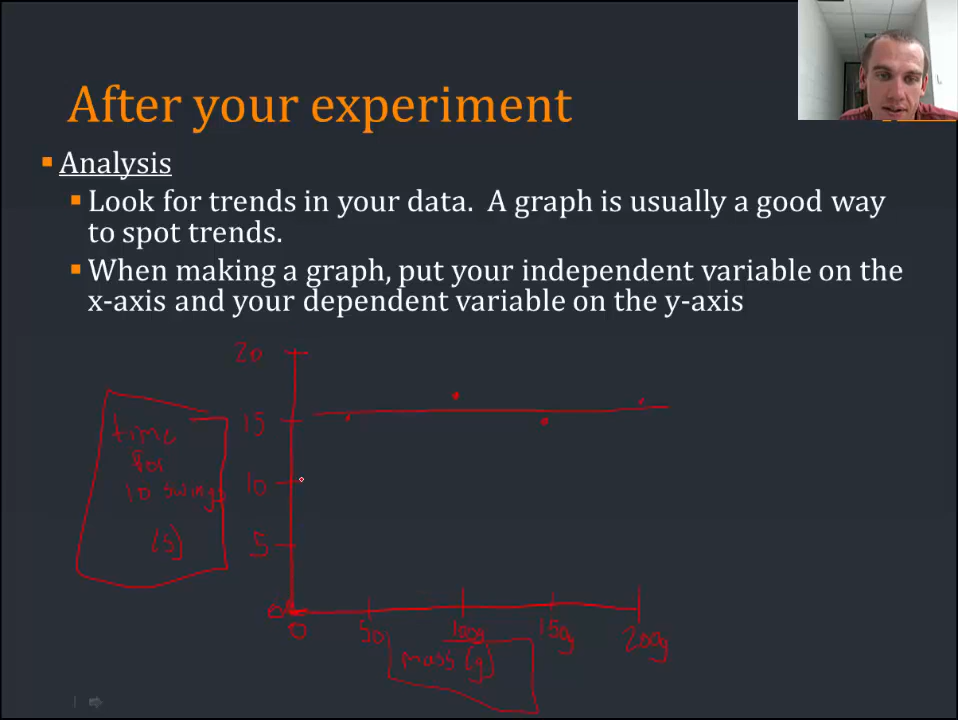 After your experiment
Analysis
Look for trends in your data. A graph is usually a good way
to spot trends.
When making a graph, put your independent variable on the
x-axis and your dependent variable on the y-axis
20
15
10
5
0
time
for
10 swings
(s)
0
50
100g
150g
200g
mass (g)